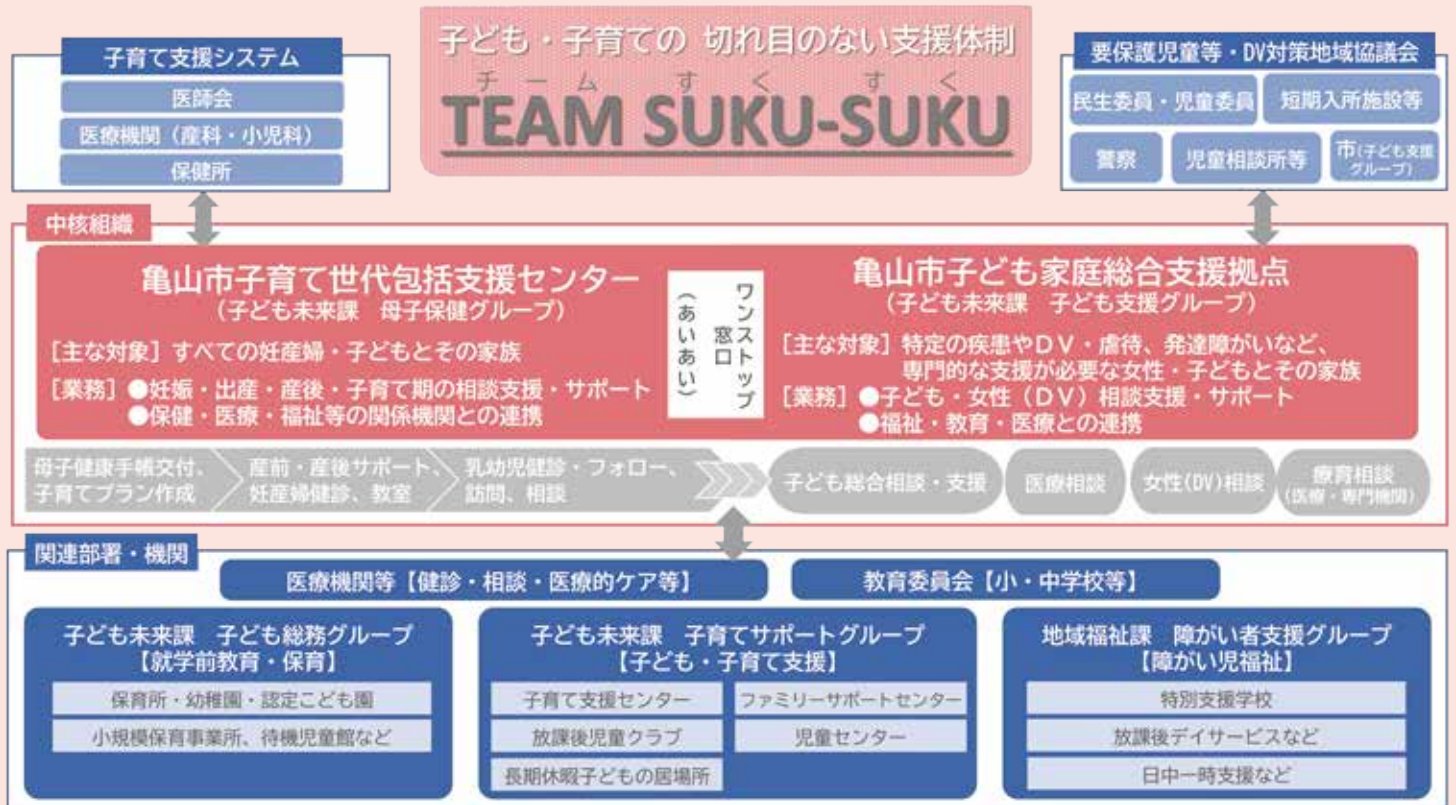 子ども・子育ての 切れ目のない支援体制
チーム すくすく
TEAM SUKU-SUKU
子育て支援システム
医師会
医療機関（産科・小児科）
保健所
要保護児童等・DV対策地域協議会
民生委員・児童委員
短期入所施設等
警察
児童相談所等
市(子ども支援
グループ)
中核組織
亀山市子育て世代包括支援センター
（子ども未来課 母子保健グループ）
［主な対象］すべての妊産婦・子どもとその家族
［業務］●妊娠・出産・産後・子育て期の相談支援・サポート
●保健・医療・福祉等の関係機関との連携
ワンストップ
窓口
（あいあい）
亀山市子ども家庭総合支援拠点
（子ども未来課 子ども支援グループ）
［主な対象］特定の疾患やＤＶ・虐待、発達障がいなど、
専門的な支援が必要な女性・子どもとその家族
［業務］●子ども・女性（ＤＶ）相談支援・サポート
●福祉・教育・医療との連携
母子健康手帳交付、
子育てプラン作成
産前・産後サポート、
妊産婦健診、教室
乳幼児健診・フォロー、
訪問、相談
子ども総合相談・支援
医療相談
女性(DV)相談
療育相談
(医療・専門機関)
関連部署・機関
医療機関等【健診・相談・医療的ケア等】
教育委員会【小・中学校等】
子ども未来課 子ども総務グループ
【就学前教育・保育】
保育所・幼稚園・認定こども園
小規模保育事業所、待機児童館など
子ども未来課 子育てサポートグループ
【子ども・子育て支援】
子育て支援センター
ファミリーサポートセンター
放課後児童クラブ
児童センター
長期休暇子どもの居場所
地域福祉課 障がい者支援グループ
【障がい児福祉】
特別支援学校
放課後デイサービスなど
日中一時支援など